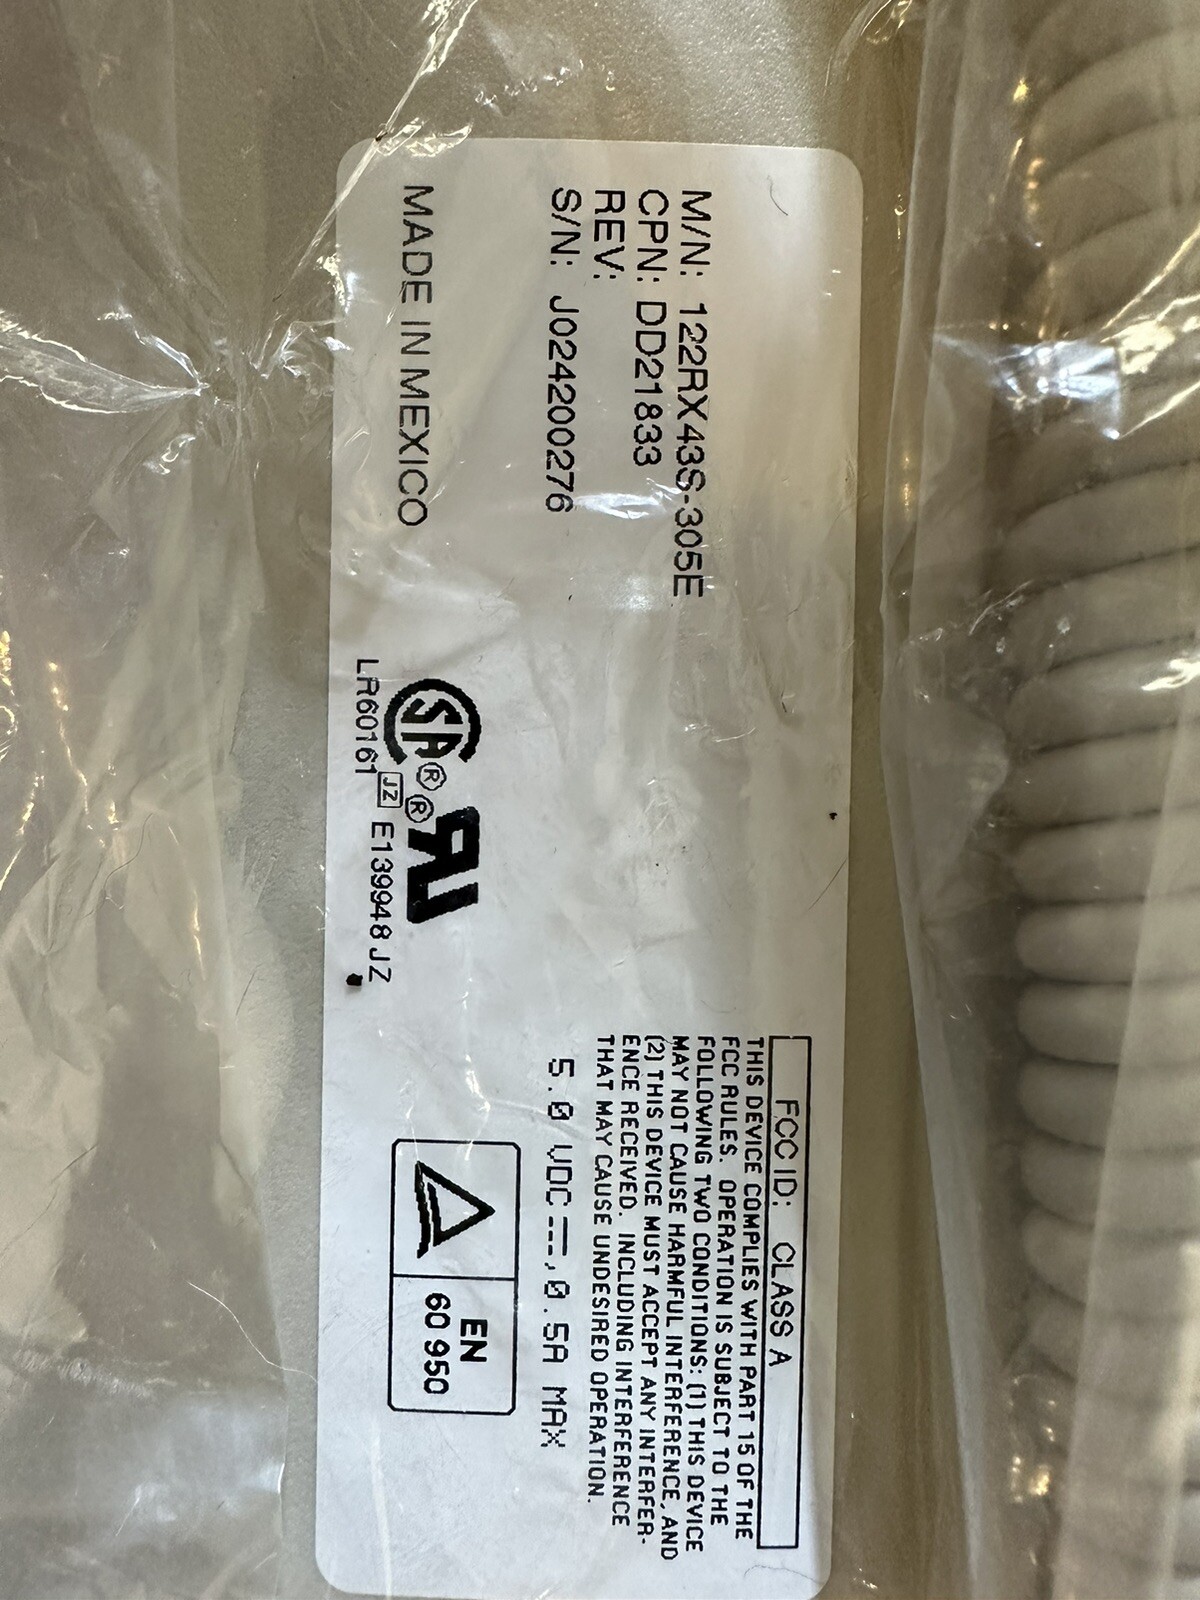 M/N: 122RX43S-305E
CPN: DD21833
REV:
S/N: J024200276
MADE IN MEXICO
SA® ®
LR60161
JZ
E139948 JZ
FCC ID: CLASS A
THIS DEVICE COMPLIES WITH PART 15 OF THE
FCC RULES. OPERATION IS SUBJECT TO THE
FOLLOWING TWO CONDITIONS: (1) THIS DEVICE
MAY NOT CAUSE HARMFUL INTERFERENCE, AND
(2) THIS DEVICE MUST ACCEPT ANY INTERFER-
ENCE RECEIVED. INCLUDING INTERFERENCE
THAT MAY CAUSE UNDESIRED OPERATION.
5.0 VDC⎓,0.5A MAX
EN
60 950